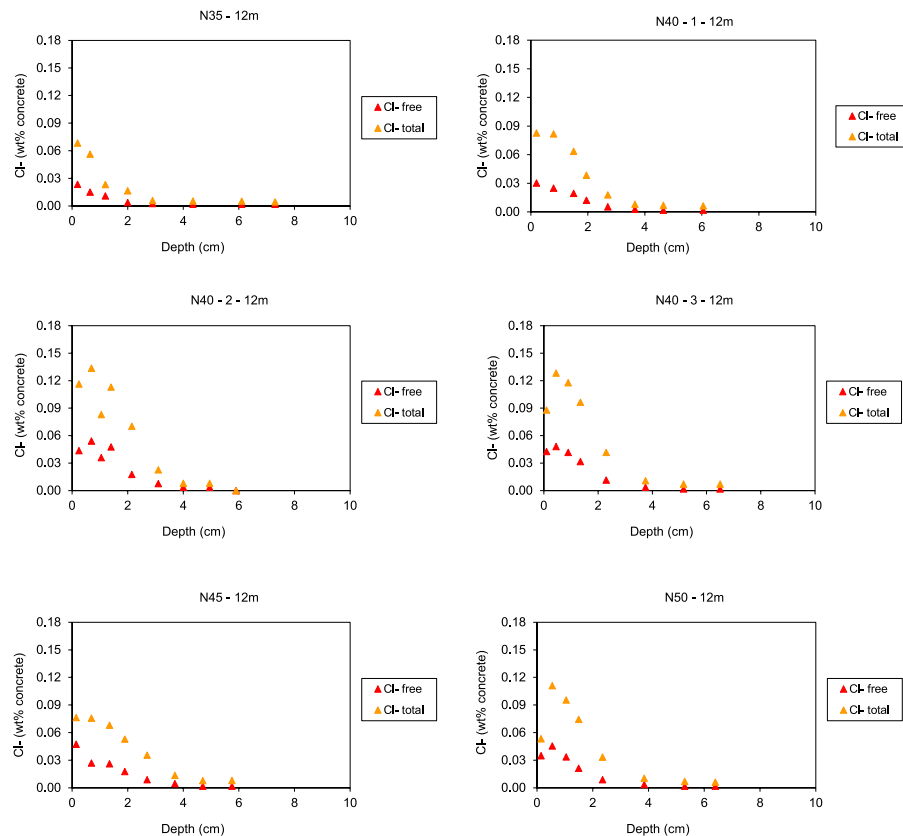 N35 - 12m
0.18
0.15
0.12
0.09
0.06
0.03
0.00
Cl- (wt% concrete)
0 2 4 6 8 10
Depth (cm)
Cl- free
Cl- total
N40 - 1 - 12m
0.18
0.15
0.12
0.09
0.06
0.03
0.00
Cl- (wt% concrete)
0 2 4 6 8 10
Depth (cm)
Cl- free
Cl- total
N40 - 2 - 12m
0.18
0.15
0.12
0.09
0.06
0.03
0.00
Cl- (wt% concrete)
0 2 4 6 8 10
Depth (cm)
Cl- free
Cl- total
N40 - 3 - 12m
0.18
0.15
0.12
0.09
0.06
0.03
0.00
Cl- (wt% concrete)
0 2 4 6 8 10
Depth (cm)
Cl- free
Cl- total
N45 - 12m
0.18
0.15
0.12
0.09
0.06
0.03
0.00
Cl- (wt% concrete)
0 2 4 6 8 10
Depth (cm)
Cl- free
Cl- total
N50 - 12m
0.18
0.15
0.12
0.09
0.06
0.03
0.00
Cl- (wt% concrete)
0 2 4 6 8 10
Depth (cm)
Cl- free
Cl- total